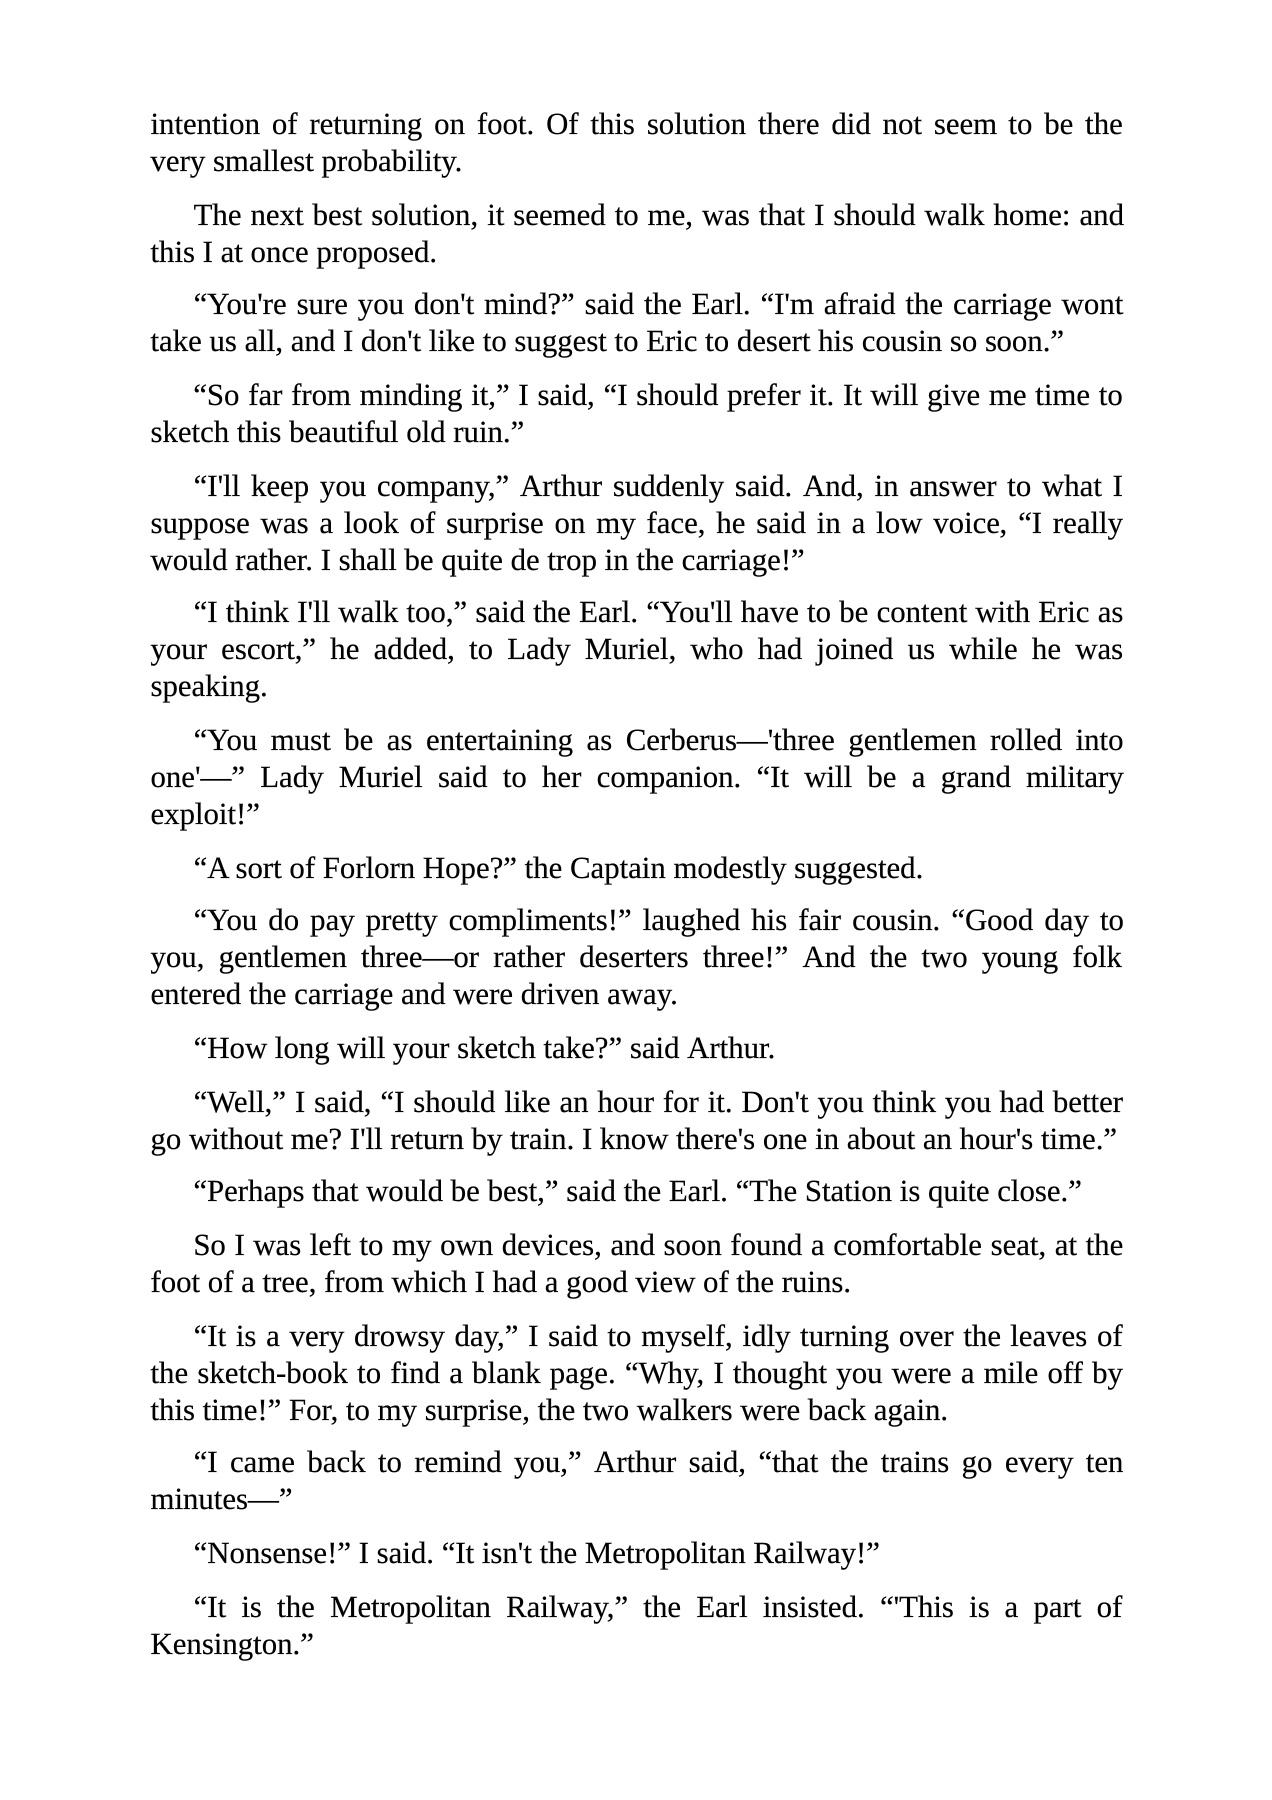 intention of returning on foot. Of this solution there did not seem to be the
very smallest probability.
The next best solution, it seemed to me, was that I should walk home: and
this I at once proposed.
“You're sure you don't mind?” said the Earl. “I'm afraid the carriage wont
take us all, and I don't like to suggest to Eric to desert his cousin so soon.”
“So far from minding it,” I said, “I should prefer it. It will give me time to
sketch this beautiful old ruin.”
“I'll keep you company,” Arthur suddenly said. And, in answer to what I
suppose was a look of surprise on my face, he said in a low voice, “I really
would rather. I shall be quite de trop in the carriage!”
“I think I'll walk too,” said the Earl. “You'll have to be content with Eric as
your escort,” he added, to Lady Muriel, who had joined us while he was
speaking.
“You must be as entertaining as Cerberus—'three gentlemen rolled into
one'—” Lady Muriel said to her companion. “It will be a grand military
exploit!”
“A sort of Forlorn Hope?” the Captain modestly suggested.
“You do pay pretty compliments!” laughed his fair cousin. “Good day to
you, gentlemen three—or rather deserters three!” And the two young folk
entered the carriage and were driven away.
“How long will your sketch take?” said Arthur.
“Well,” I said, “I should like an hour for it. Don't you think you had better
go without me? I'll return by train. I know there's one in about an hour's time.”
“Perhaps that would be best,” said the Earl. “The Station is quite close.”
So I was left to my own devices, and soon found a comfortable seat, at the
foot of a tree, from which I had a good view of the ruins.
“It is a very drowsy day,” I said to myself, idly turning over the leaves of
the sketch-book to find a blank page. “Why, I thought you were a mile off by
this time!” For, to my surprise, the two walkers were back again.
“I came back to remind you,” Arthur said, “that the trains go every ten
minutes—”
“Nonsense!” I said. “It isn't the Metropolitan Railway!”
“It is the Metropolitan Railway,” the Earl insisted. “'This is a part of
Kensington.”